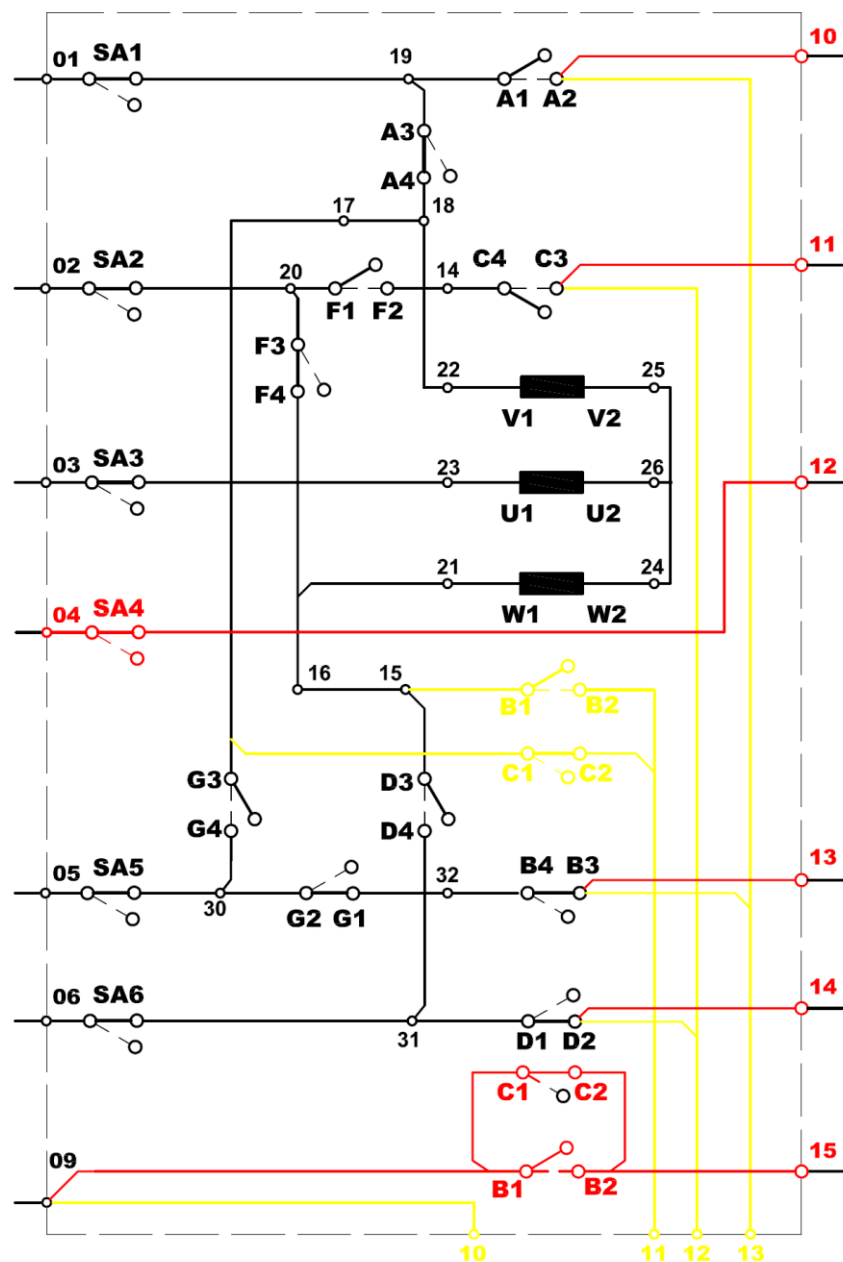 10
01 SA1 19
A1 A2
A3
A4
17 18
11
02 SA2 20 14 C4 C3
F1 F2
F3
F4
22 25
V1 V2
12
03 SA3 23 26
U1 U2
21 24
W1 W2
04 SA4
16 15
B1 B2
C1 C2
G3 D3
G4 D4
13
05 SA5 32 B4 B3
30 G2 G1
14
06 SA6
31 D1 D2
C1 C2
09 15
B1 B2
10 11 12 13